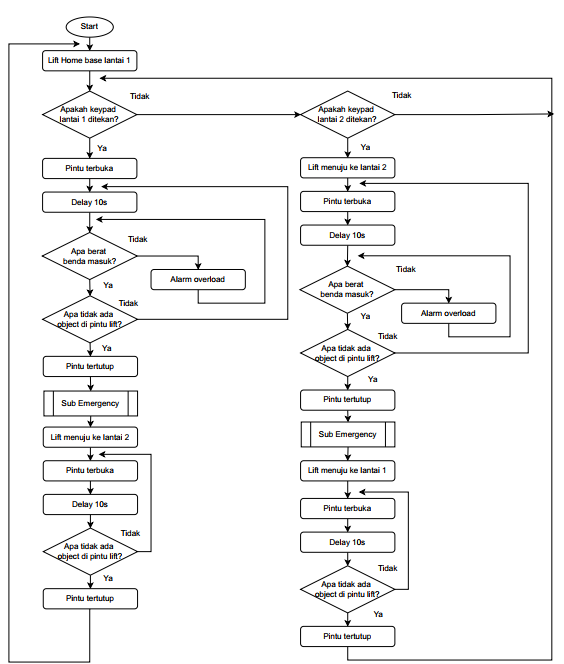 Start
Lift Home base lantai 1
Tidak
Apakah keypad
lantai 1 ditekan?
Ya
Pintu terbuka
Delay 10s
Tidak
Apa berat
benda masuk?
Alarm overload
Ya
Tidak
Apa tidak ada
object di pintu lift?
Ya
Pintu tertutup
Sub Emergency
Lift menuju ke lantai 2
Pintu terbuka
Delay 10s
Tidak
Apa tidak ada
object di pintu lift?
Ya
Pintu tertutup
Tidak
Apakah keypad
lantai 2 ditekan?
Ya
Lift menuju ke lantai 2
Pintu terbuka
Delay 10s
Tidak
Apa berat
benda masuk?
Alarm overload
Ya
Tidak
Apa tidak ada
object di pintu lift?
Ya
Pintu tertutup
Sub Emergency
Lift menuju ke lantai 1
Pintu terbuka
Delay 10s
Tidak
Apa tidak ada
object di pintu lift?
Ya
Pintu tertutup